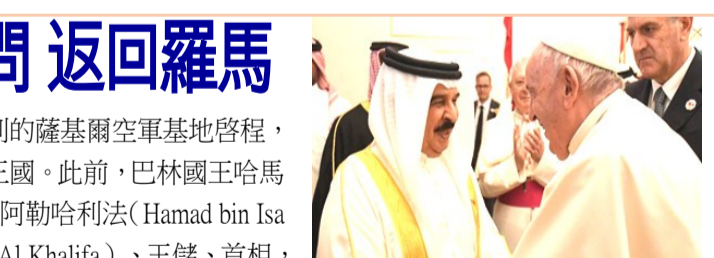 問 返回羅馬
的薩基爾空軍基地啓程，
王國。此前，巴林國王哈馬
阿勒哈利法（Hamad bin Isa
Al Khalifa）、王儲、首相，